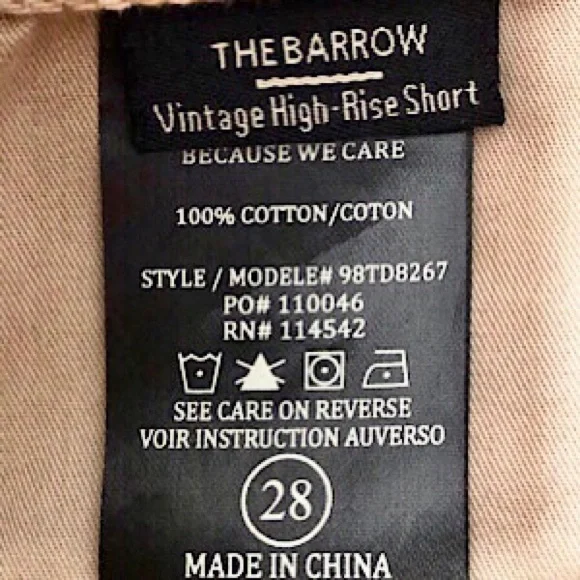 THE BARROW
Vintage High-Rise Short
BECAUSE WE CARE
100% COTTON/COTON
STYLE / MODELE# 98TD8267
PO# 110046
RN# 114542
SEE CARE ON REVERSE
VOIR INSTRUCTION AUVERSO
28
MADE IN CHINA